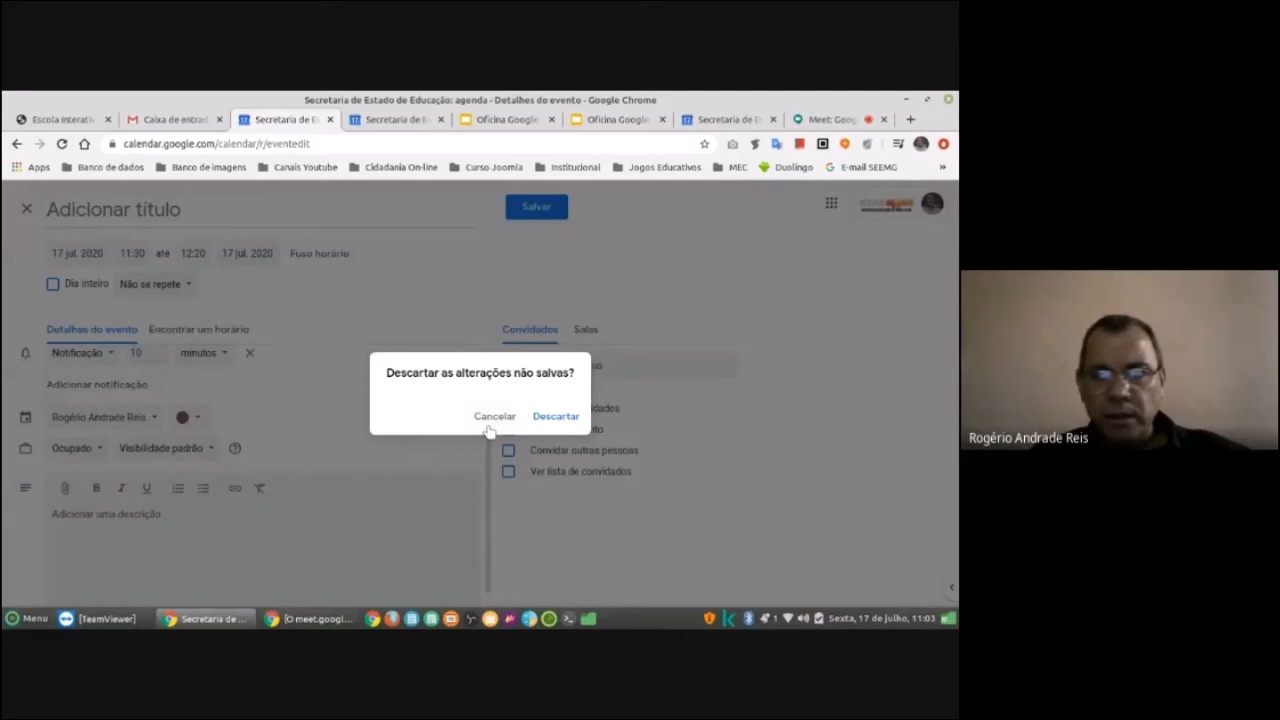 Secretaria de Estado de Educação: agenda - Detalhes do evento - Google Chrome
Escola Interati
Caixa de entrad
Secretaria de E
Secretaria de E
Oficina Google
Oficina Google
Secretaria de E
Meet: Goog
calendar.google.com/calendar/r/eventedit
Apps
Banco de dados
Banco de imagens
Canais Youtube
Cidadania On-line
Curso Joomla
Institucional
Jogos Educativos
MEC
Duolingo
E-mail SEEMG
Adicionar título
Salvar
17 jul. 2020 11:30 até 12:20 17 jul. 2020 Fuso horário
Dia inteiro Não se repete
Detalhes do evento Encontrar um horário
Convidados Salas
Notificação 10 minutos
Adicionar notificação
Descartar as alterações não salvas?
Cancelar Descartar
Rogério Andrade Reis
Ocupado Visibilidade padrão
Convidar outras pessoas
Ver lista de convidados
B I U
Adicionar uma descrição
Rogério Andrade Reis
Menu
[TeamViewer]
Secretaria de ...
[O meet.googl...
1
Sexta, 17 de julho, 11:03